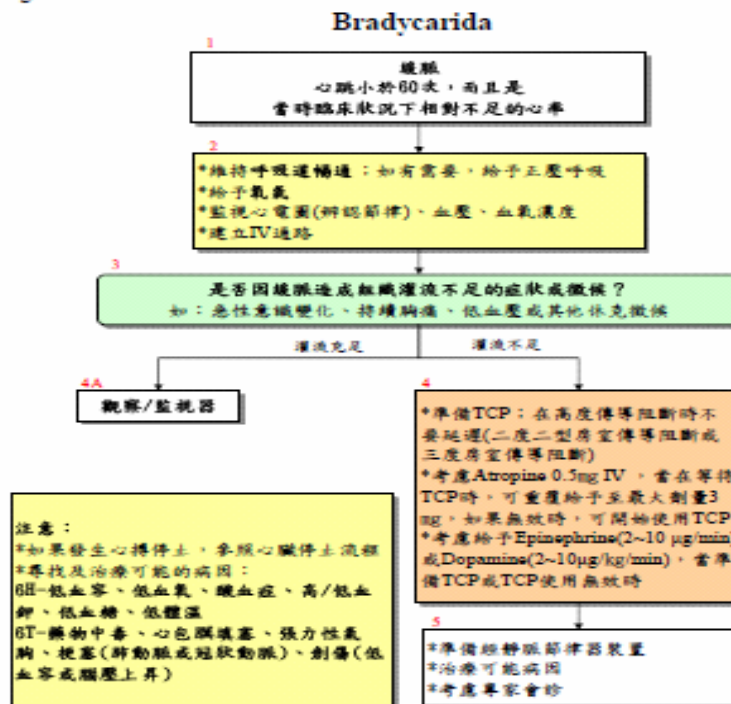 Bradycarida
1
緩脈
心跳小於60次，而且是
當時臨床狀況下相對不足的心率
2
*維持呼吸道暢通；如有需要，給予正壓呼吸
*給予氧氣
*監視心電圖(辨認節律)、血壓、血氧濃度
*建立IV通路
3
是否因緩脈造成組織灌流不足的症狀或徵候？
如：急性意識變化、持續胸痛、低血壓或其他休克徵候
灌流充足
灌流不足
4A
觀察/監視器
4
*準備TCP：在高度傳導阻斷時不
要延遲(二度二型房室傳導阻斷或
三度房室傳導阻斷)
*考慮Atropine 0.5mg IV，當在等待
TCP時，可重覆給予至最大劑量3
mg，如果無效時，可開始使用TCP
*考慮給予Epinephrine(2~10 μg/min)
或Dopamine(2~10μg/kg/min)，當準
備TCP或TCP使用無效時
注意：
*如果發生心搏停止，參照心臟停止流程
*尋找及治療可能的病因：
6H-低血容、低血氧、酸血症、高/低血
鉀、低血糖、低體溫
6T-藥物中毒、心包膜填塞、張力性氣
胸、梗塞(肺動脈或冠狀動脈)、創傷(低
血容或腦壓上昇)
5
*準備經靜脈節律器裝置
*治療可能病因
*考慮專家會診